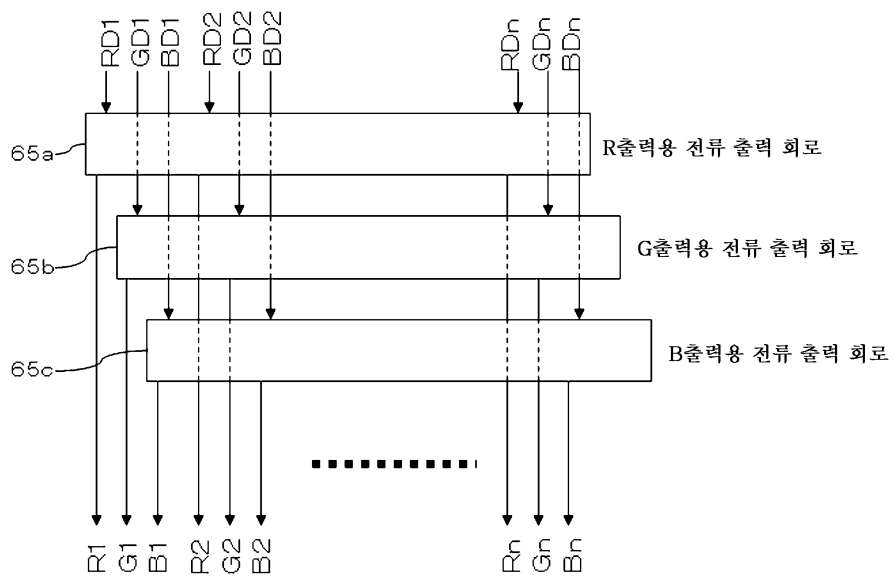 RD1 GD1 BD1 RD2 GD2 BD2 RDn GDn BDn
65a R출력용 전류 출력 회로
65b G출력용 전류 출력 회로
65c B출력용 전류 출력 회로
R1 G1 B1 R2 G2 B2 Rn Gn Bn